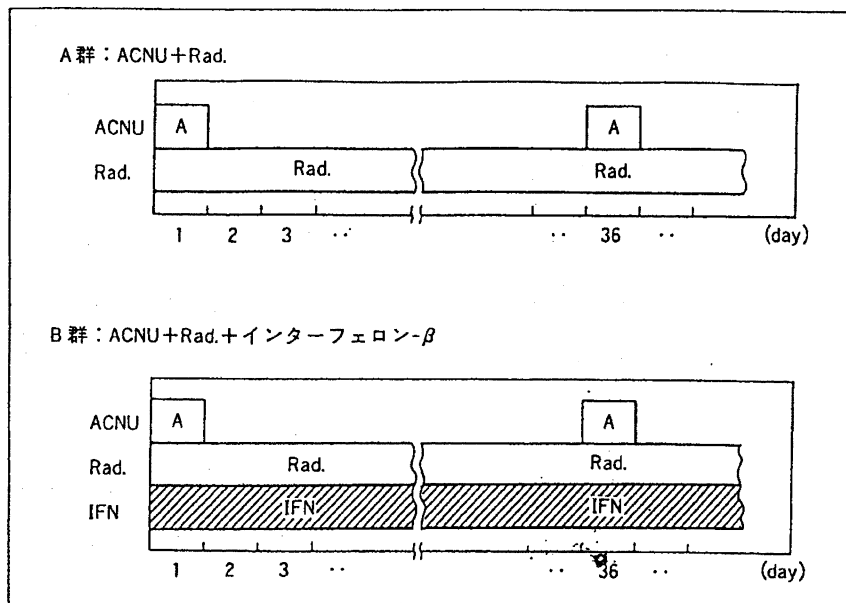 A群：ACNU+Rad.
ACNU A A
Rad. Rad. Rad.
1 2 3 ‥ ‥ 36 ‥ (day)
B群：ACNU+Rad.+インターフェロン-β
ACNU A A
Rad. Rad. Rad.
IFN IFN IFN
1 2 3 ‥ ‥ 36 ‥ (day)